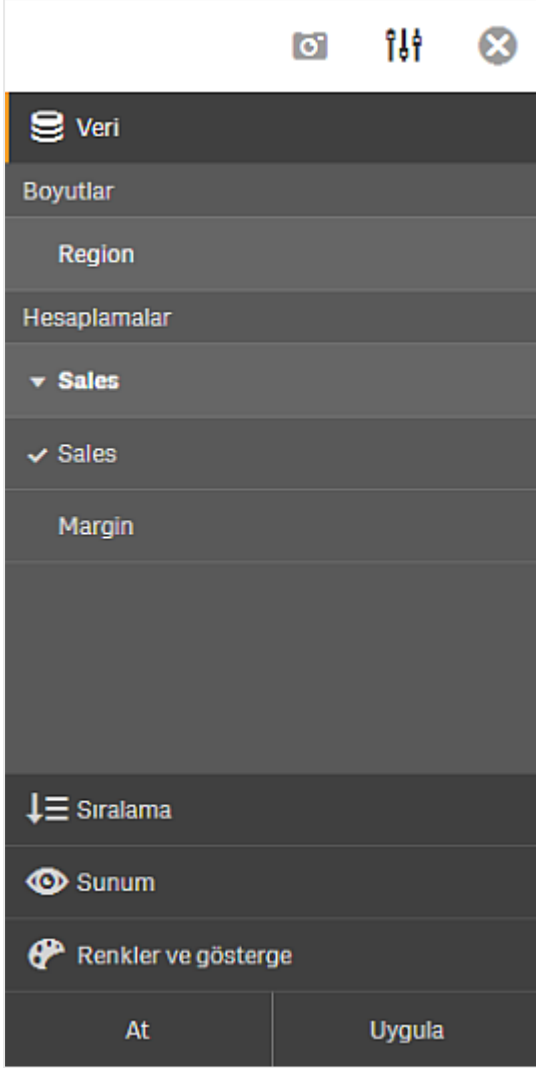 Veri
Boyutlar
Region
Hesaplamalar
Sales
Sales
Margin
Sıralama
Sunum
Renkler ve gösterge
At
Uygula